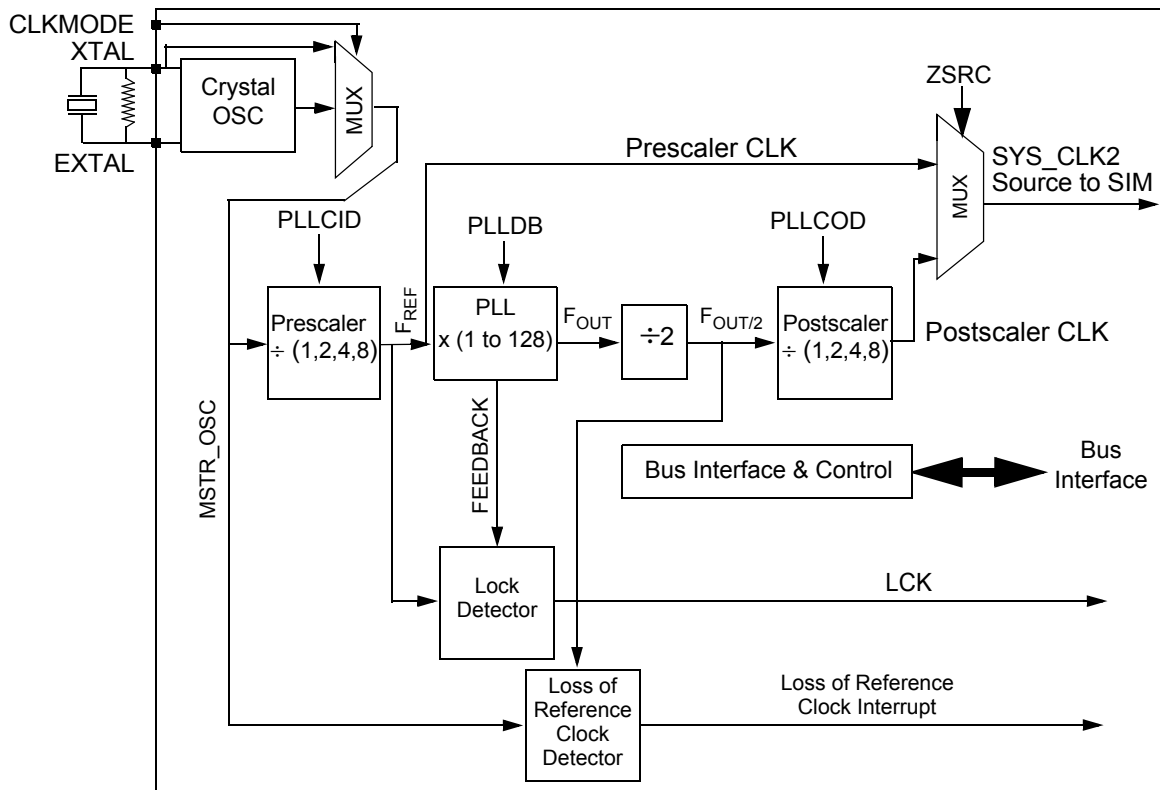 CLKMODE
XTAL
EXTAL
Crystal
OSC
MUX
ZSRC
Prescaler CLK
MUX
SYS_CLK2
Source to SIM
PLLCID
PLLDB
PLLCOD
Prescaler
÷ (1,2,4,8)
FREF
PLL
x (1 to 128)
FOUT
÷2
FOUT/2
Postscaler
÷ (1,2,4,8)
Postscaler CLK
MSTR_OSC
FEEDBACK
Bus Interface & Control
Bus
Interface
Lock
Detector
LCK
Loss of
Reference
Clock
Detector
Loss of Reference
Clock Interrupt